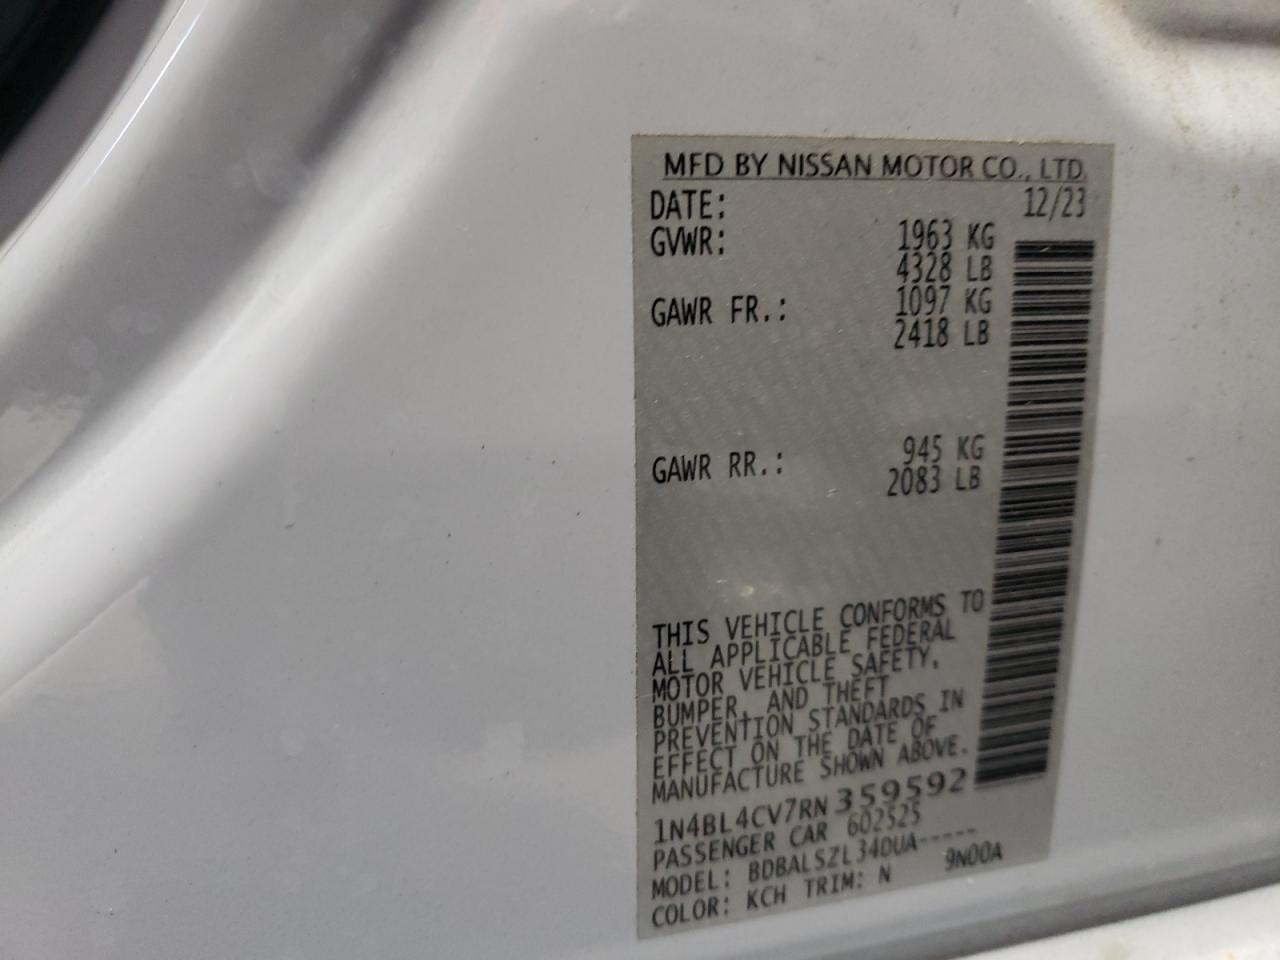 MFD BY NISSAN MOTOR CO., LTD.
DATE: 12/23
GVWR: 1963 KG
4328 LB
GAWR FR.: 1097 KG
2418 LB
GAWR RR.: 945 KG
2083 LB
THIS VEHICLE CONFORMS TO
ALL APPLICABLE FEDERAL
MOTOR VEHICLE SAFETY,
BUMPER, AND THEFT
PREVENTION STANDARDS IN
EFFECT ON THE DATE OF
MANUFACTURE SHOWN ABOVE.
1N4BL4CV7RN359592
PASSENGER CAR 602525
MODEL: BDBALSZL34DUA-----
COLOR: KCH TRIM: N 9N00A